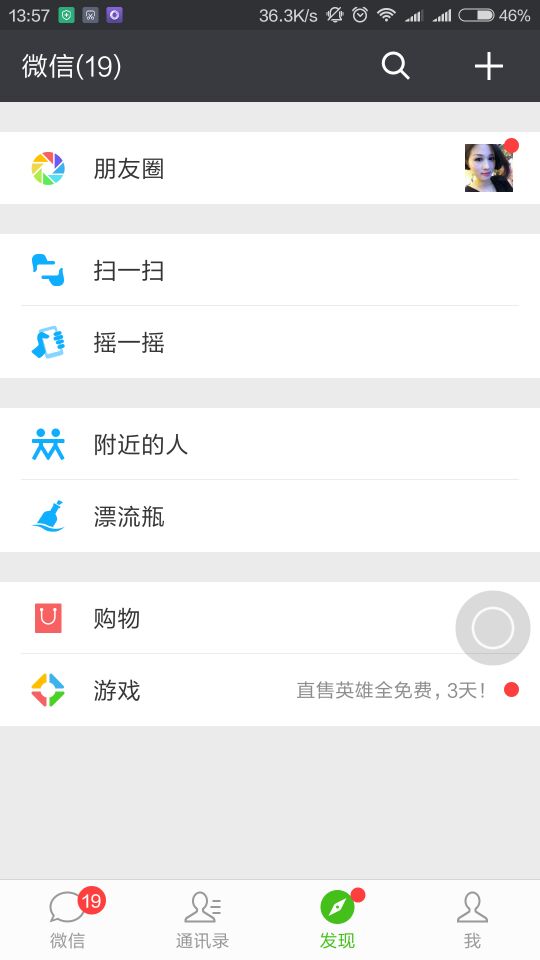 13:57 36.3K/s 46%
微信(19)
朋友圈
扫一扫
摇一摇
附近的人
漂流瓶
购物
游戏 直售英雄全免费，3天！
19
微信 通讯录 发现 我